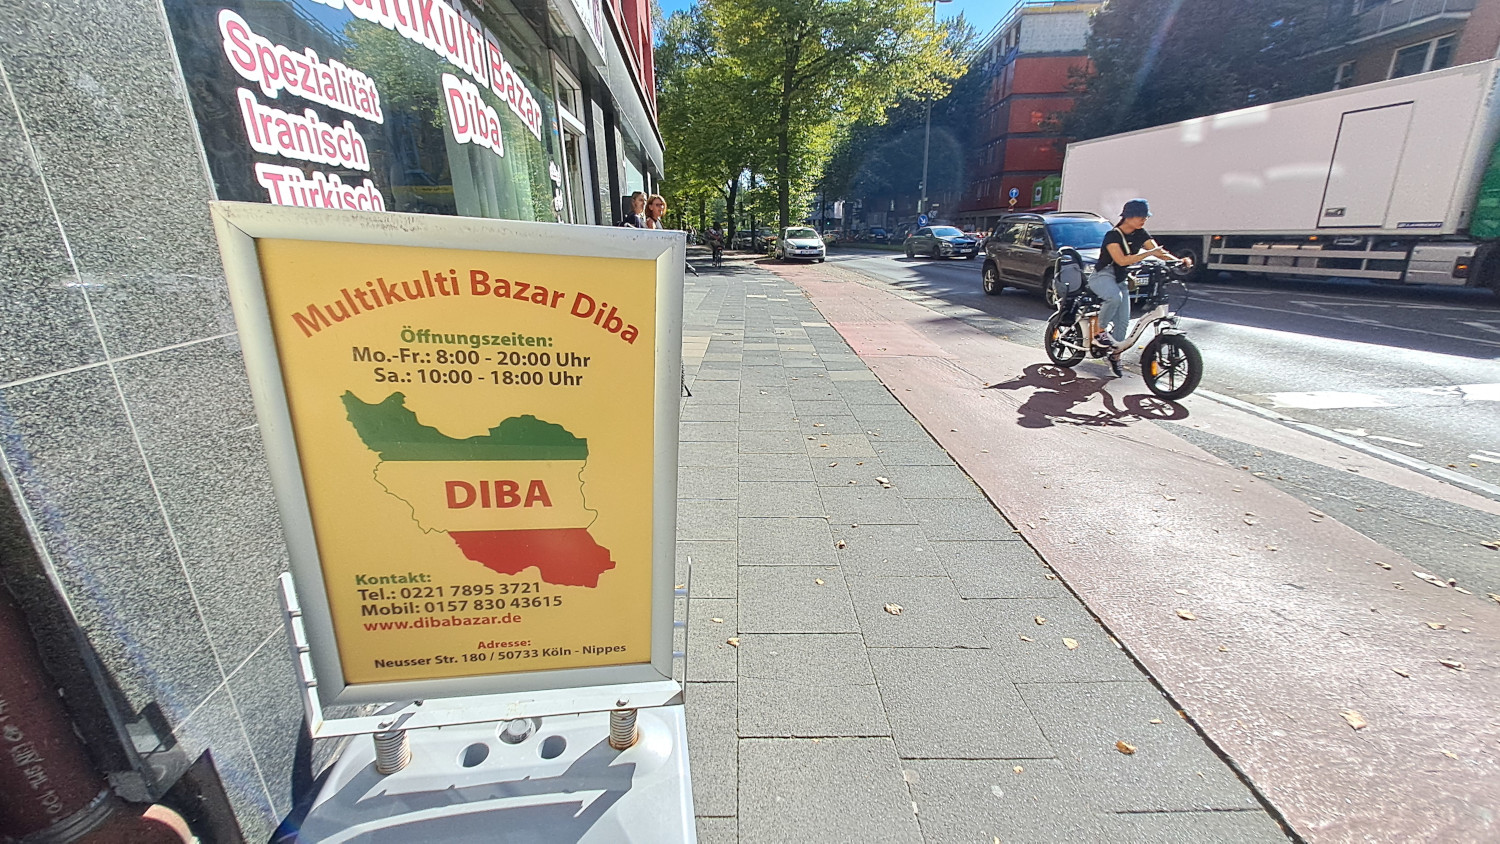 Multikulti Bazar
Diba
Spezialität
Iranisch
Türkisch
Multikulti Bazar Diba
Öffnungszeiten:
Mo.-Fr.: 8:00 - 20:00 Uhr
Sa.: 10:00 - 18:00 Uhr
DIBA
Kontakt:
Tel.: 0221 7895 3721
Mobil: 0157 830 43615
www.dibabazar.de
Adresse:
Neusser Str. 180 / 50733 Köln - Nippes